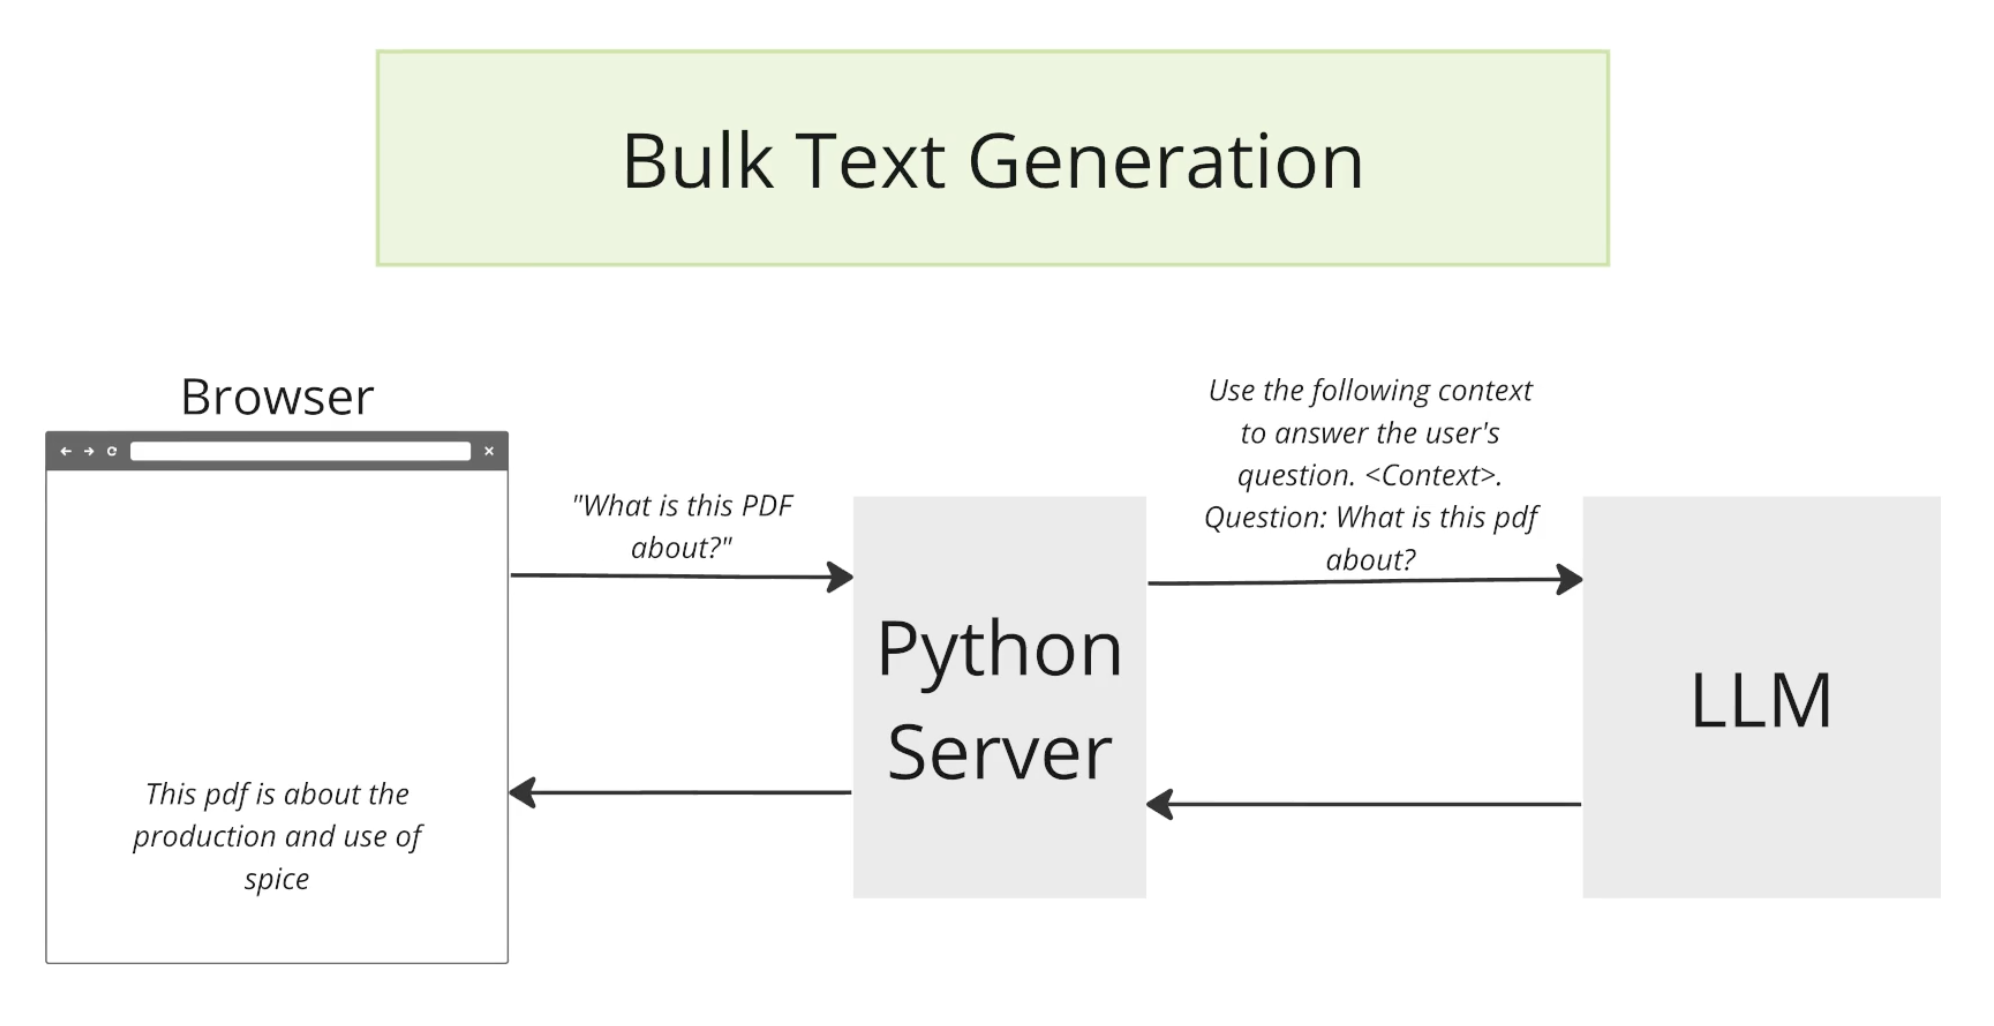 Bulk Text Generation
Browser
"What is this PDF
about?"
Use the following context
to answer the user's
question. <Context>.
Question: What is this pdf
about?
Python
Server
LLM
This pdf is about the
production and use of
spice